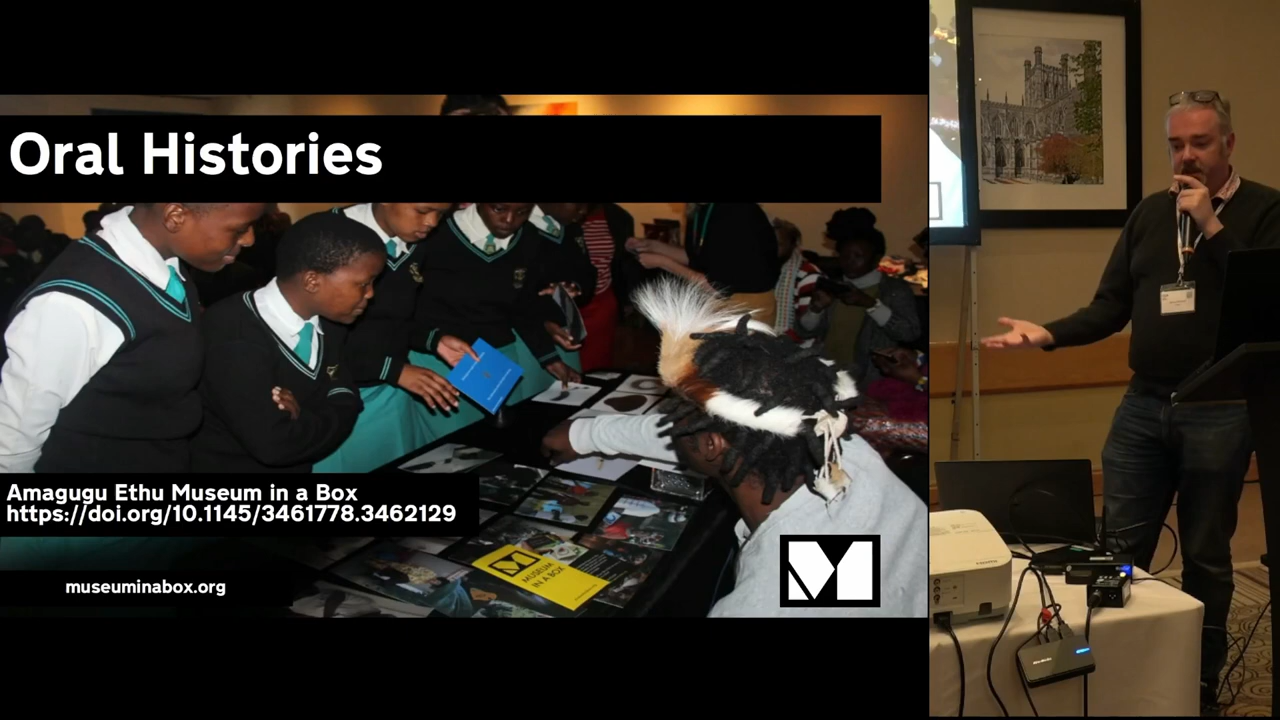 Oral Histories
Amagugu Ethu Museum in a Box
https://doi.org/10.1145/3461778.3462129
museuminabox.org
MUSEUM
IN A BOX